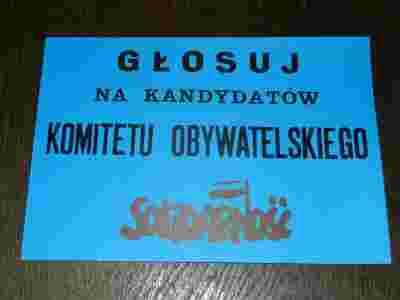 GŁOSUJ
NA KANDYDATÓW
KOMITETU OBYWATELSKIEGO
SOLIDARNOŚĆ